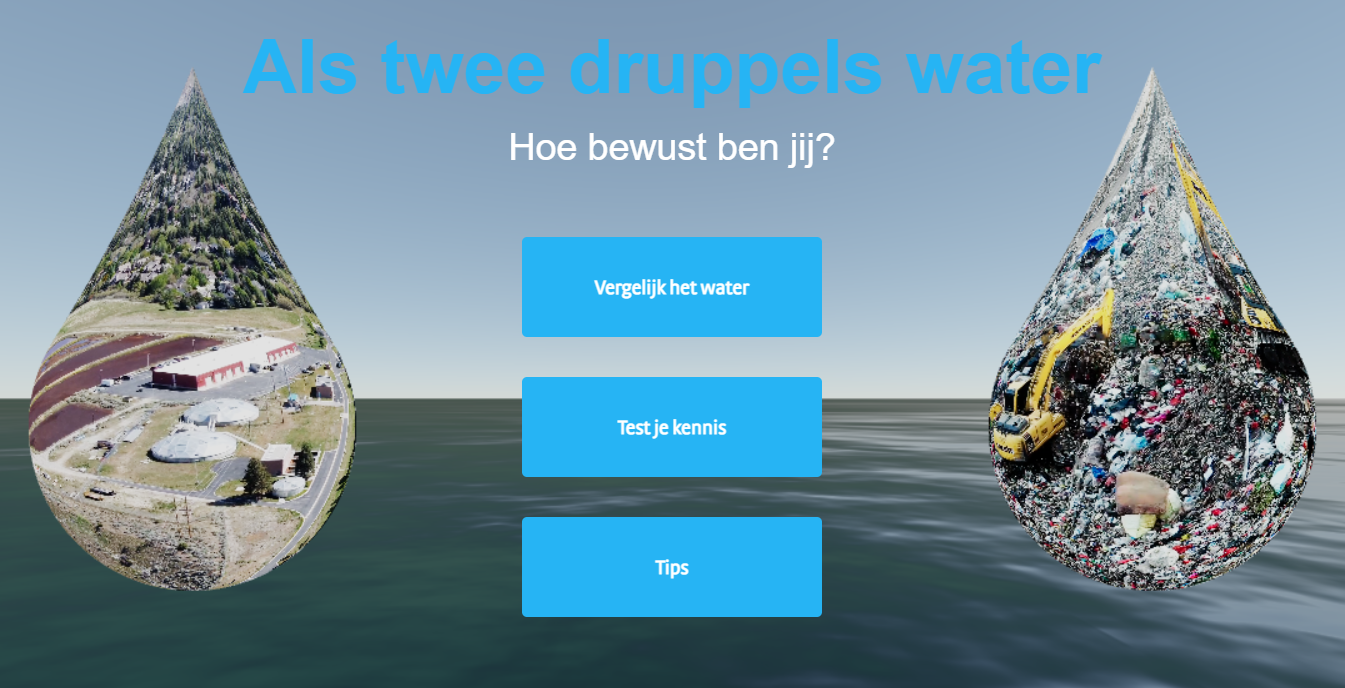 Als twee druppels water
Hoe bewust ben jij?
Vergelijk het water
Test je kennis
Tips